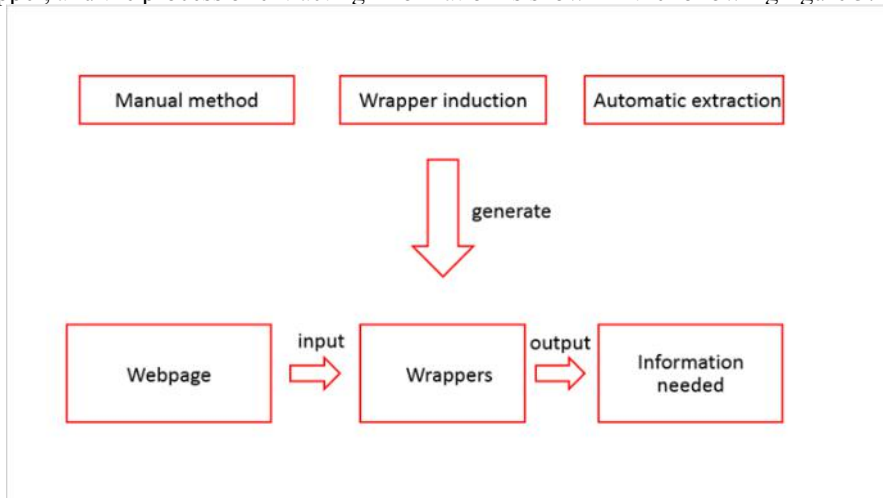 Manual method
Wrapper induction
Automatic extraction
generate
input
output
Webpage
Wrappers
Information
needed